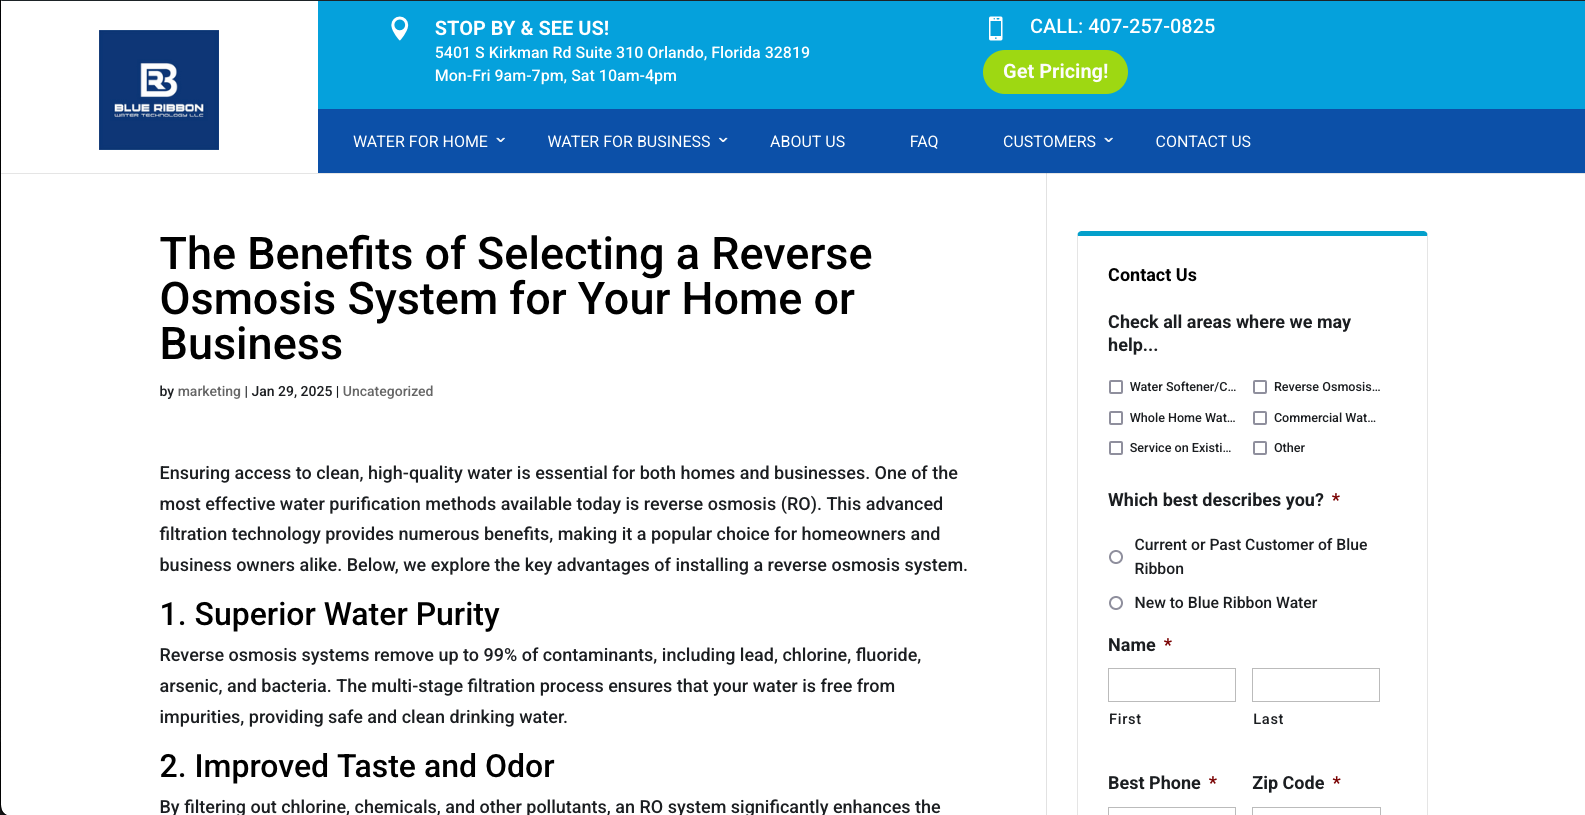 BR
BLUE RIBBON
WATER TECHNOLOGY LLC
STOP BY & SEE US!
5401 S Kirkman Rd Suite 310 Orlando, Florida 32819
Mon-Fri 9am-7pm, Sat 10am-4pm
CALL: 407-257-0825
Get Pricing!
WATER FOR HOME
WATER FOR BUSINESS
ABOUT US
FAQ
CUSTOMERS
CONTACT US
The Benefits of Selecting a Reverse
Osmosis System for Your Home or
Business
by marketing | Jan 29, 2025 | Uncategorized
Ensuring access to clean, high-quality water is essential for both homes and businesses. One of the
most effective water purification methods available today is reverse osmosis (RO). This advanced
filtration technology provides numerous benefits, making it a popular choice for homeowners and
business owners alike. Below, we explore the key advantages of installing a reverse osmosis system.
1. Superior Water Purity
Reverse osmosis systems remove up to 99% of contaminants, including lead, chlorine, fluoride,
arsenic, and bacteria. The multi-stage filtration process ensures that your water is free from
impurities, providing safe and clean drinking water.
2. Improved Taste and Odor
By filtering out chlorine, chemicals, and other pollutants, an RO system significantly enhances the
Contact Us
Check all areas where we may
help...
Water Softener/C...
Reverse Osmosis...
Whole Home Wat...
Commercial Wat...
Service on Existi...
Other
Which best describes you? *
Current or Past Customer of Blue
Ribbon
New to Blue Ribbon Water
Name *
First
Last
Best Phone *
Zip Code *